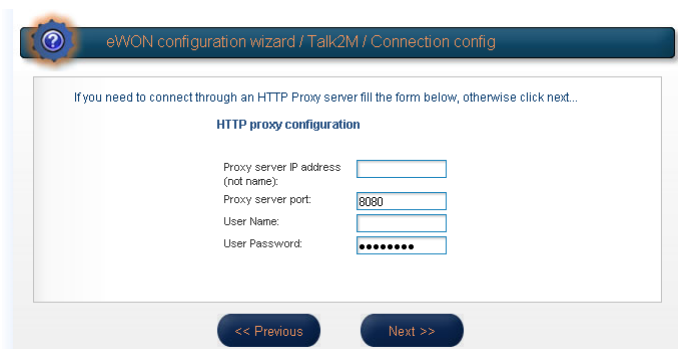 eWON configuration wizard / Talk2M / Connection config
If you need to connect through an HTTP Proxy server fill the form below, otherwise click next...
HTTP proxy configuration
Proxy server IP address
(not name):
Proxy server port: 8080
User Name:
User Password: ••••••••
<< Previous Next >>